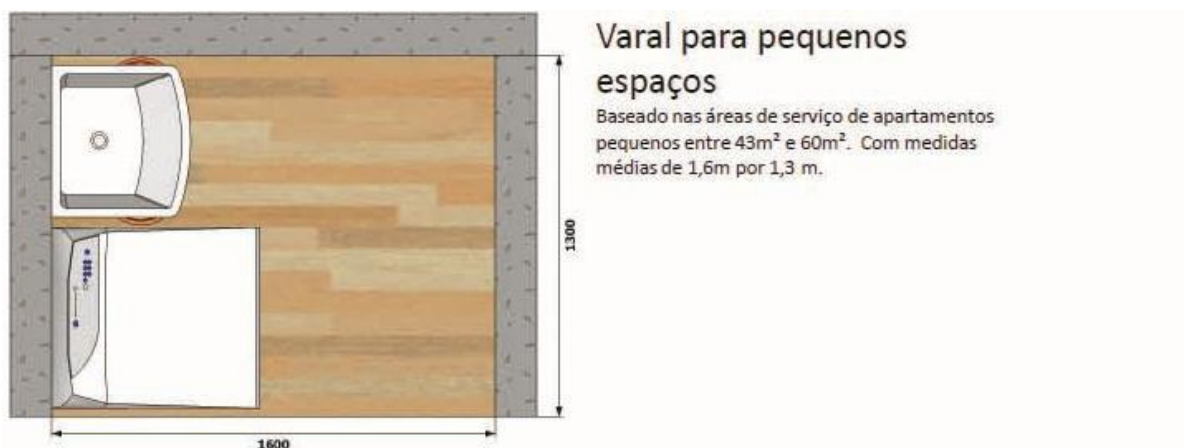 Varal para pequenos
espaços
Baseado nas áreas de serviço de apartamentos
pequenos entre 43m² e 60m².  Com medidas
médias de 1,6m por 1,3 m.
1300
1600